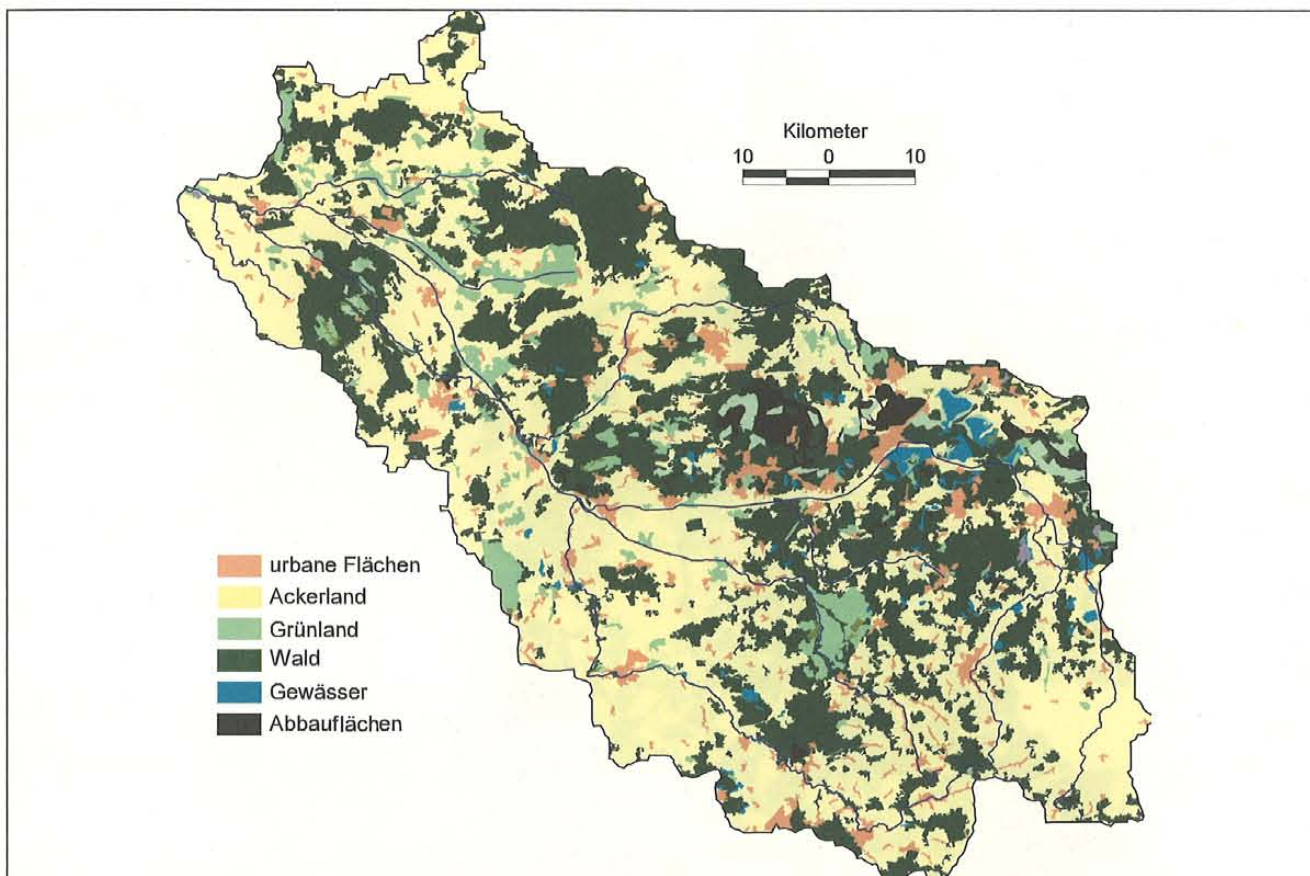 Kilometer
10 0 10
urbane Flächen
Ackerland
Grünland
Wald
Gewässer
Abbauflächen